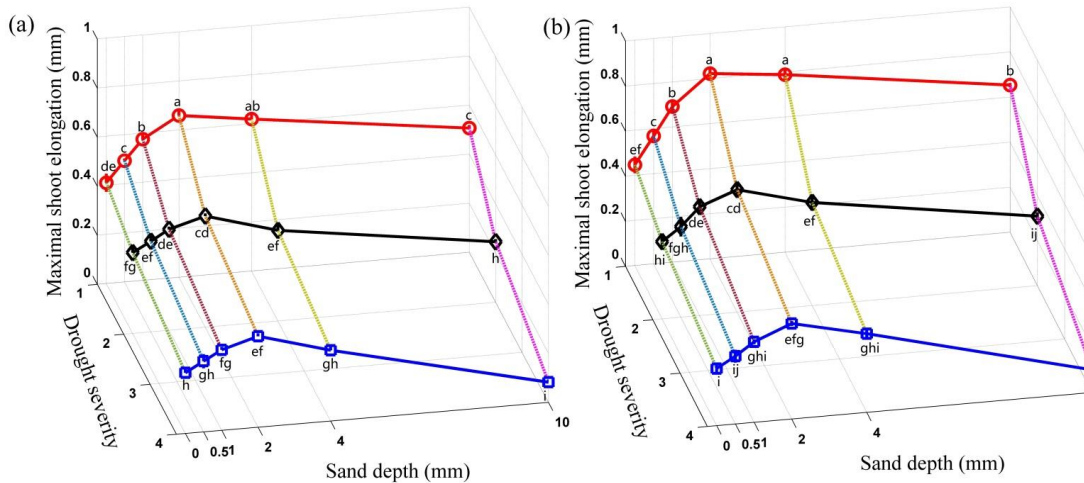 (a)
Maximal shoot elongation (mm)
1
0.8
0.6
0.4
0.2
0
de
c
b
a
ab
c
fg
ef
de
cd
ef
h
h
gh
fg
ef
gh
i
1
2
3
4
Drought severity
0
0.5
1
2
4
10
Sand depth (mm)
(b)
Maximal shoot elongation (mm)
1
0.8
0.6
0.4
0.2
0
ef
c
b
a
a
b
hi
fgh
de
cd
ef
ij
i
ij
ghi
efg
ghi
1
2
3
4
Drought severity
0
0.5
1
2
4
Sand depth (mm)